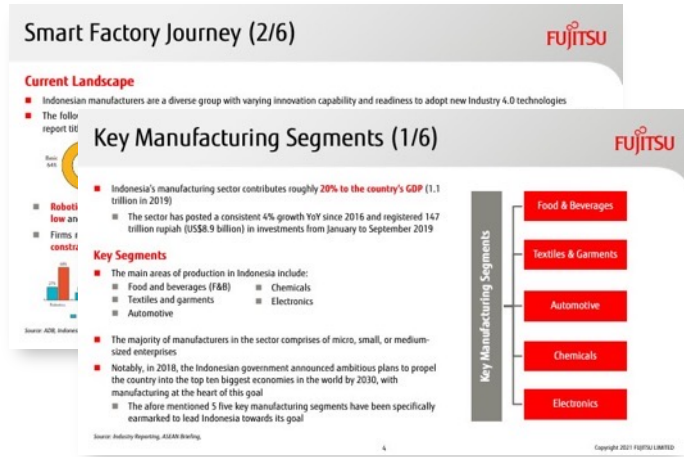 Smart Factory Journey (2/6)
FUJITSU
Current Landscape
Indonesian manufacturers are a diverse group with varying innovation capability and readiness to adopt new Industry 4.0 technologies
The follo
report titl
Basic
64%
Roboti
low and
Firms r
constra
Robotics
Source: ADB, Indones
Key Manufacturing Segments (1/6)
FUJITSU
Indonesia's manufacturing sector contributes roughly 20% to the country's GDP (1.1
trillion in 2019)
The sector has posted a consistent 4% growth YoY since 2016 and registered 147
trillion rupiah (US$8.9 billion) in investments from January to September 2019
Key Segments
The main areas of production in Indonesia include:
Food and beverages (F&B)
Textiles and garments
Automotive
Chemicals
Electronics
The majority of manufacturers in the sector comprises of micro, small, or medium-
sized enterprises
Notably, in 2018, the Indonesian government announced ambitious plans to propel
the country into the top ten biggest economies in the world by 2030, with
manufacturing at the heart of this goal
The afore mentioned 5 five key manufacturing segments have been specifically
earmarked to lead Indonesia towards its goal
Key Manufacturing Segments
Food & Beverages
Textiles & Garments
Automotive
Chemicals
Electronics
Source: Industry Reporting, ASEAN Briefing,
4
Copyright 2021 FUJITSU LIMITED